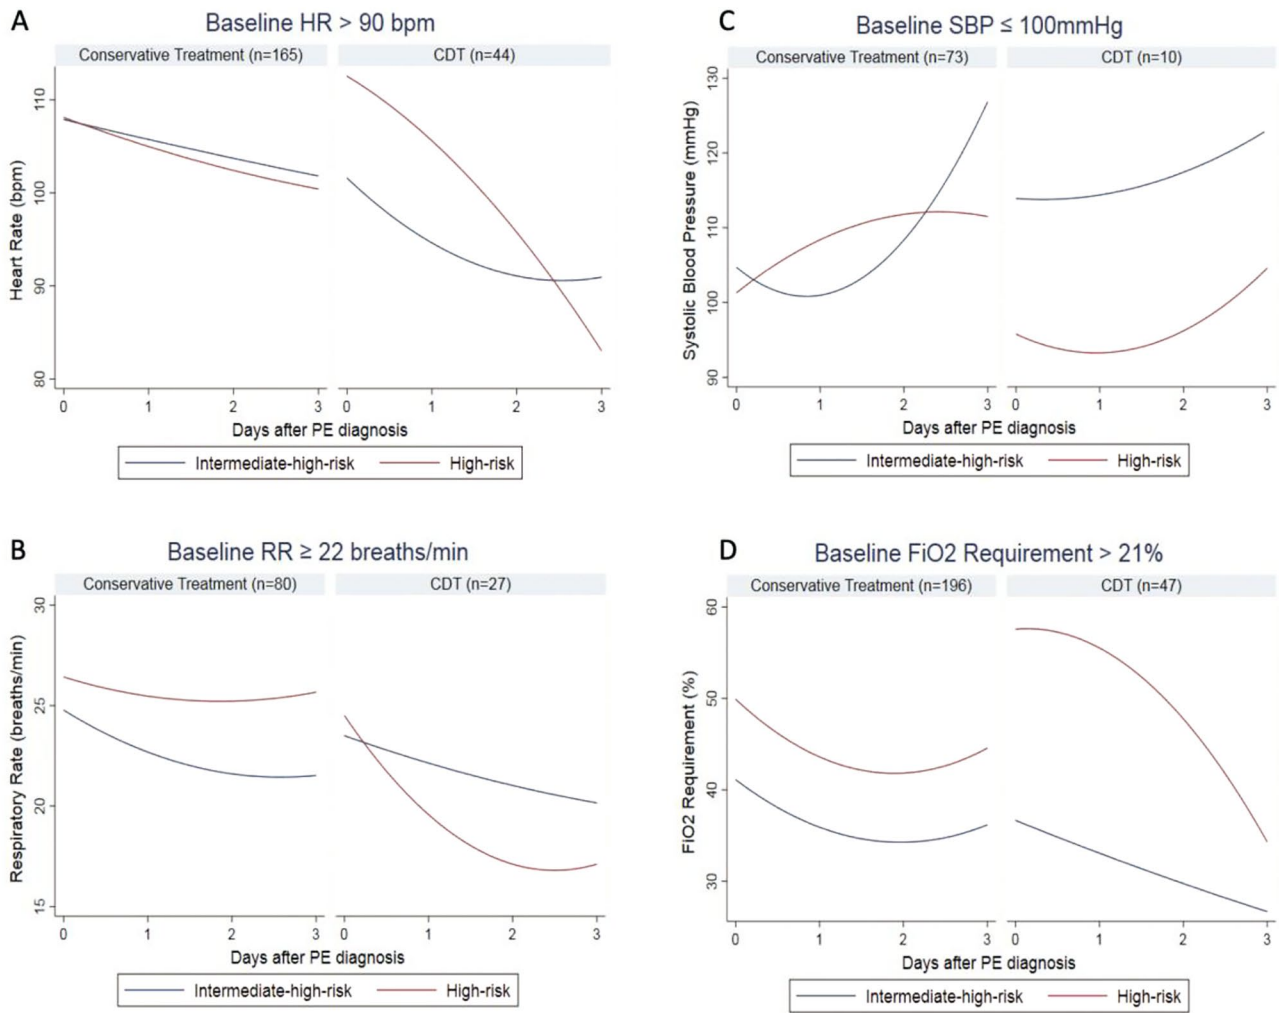 A
Baseline HR > 90 bpm
Conservative Treatment (n=165)
CDT (n=44)
Heart Rate (bpm)
110
100
90
80
0 1 2 3
0 1 2 3
Days after PE diagnosis
Intermediate-high-risk
High-risk
C
Baseline SBP ≤ 100mmHg
Conservative Treatment (n=73)
CDT (n=10)
Systolic Blood Pressure (mmHg)
130
120
110
100
90
0 1 2 3
0 1 2 3
Days after PE diagnosis
Intermediate-high-risk
High-risk
B
Baseline RR ≥ 22 breaths/min
Conservative Treatment (n=80)
CDT (n=27)
Respiratory Rate (breaths/min)
30
25
20
15
0 1 2 3
0 1 2 3
Days after PE diagnosis
Intermediate-high-risk
High-risk
D
Baseline FiO2 Requirement > 21%
Conservative Treatment (n=196)
CDT (n=47)
FiO2 Requirement (%)
60
50
40
30
0 1 2 3
0 1 2 3
Days after PE diagnosis
Intermediate-high-risk
High-risk